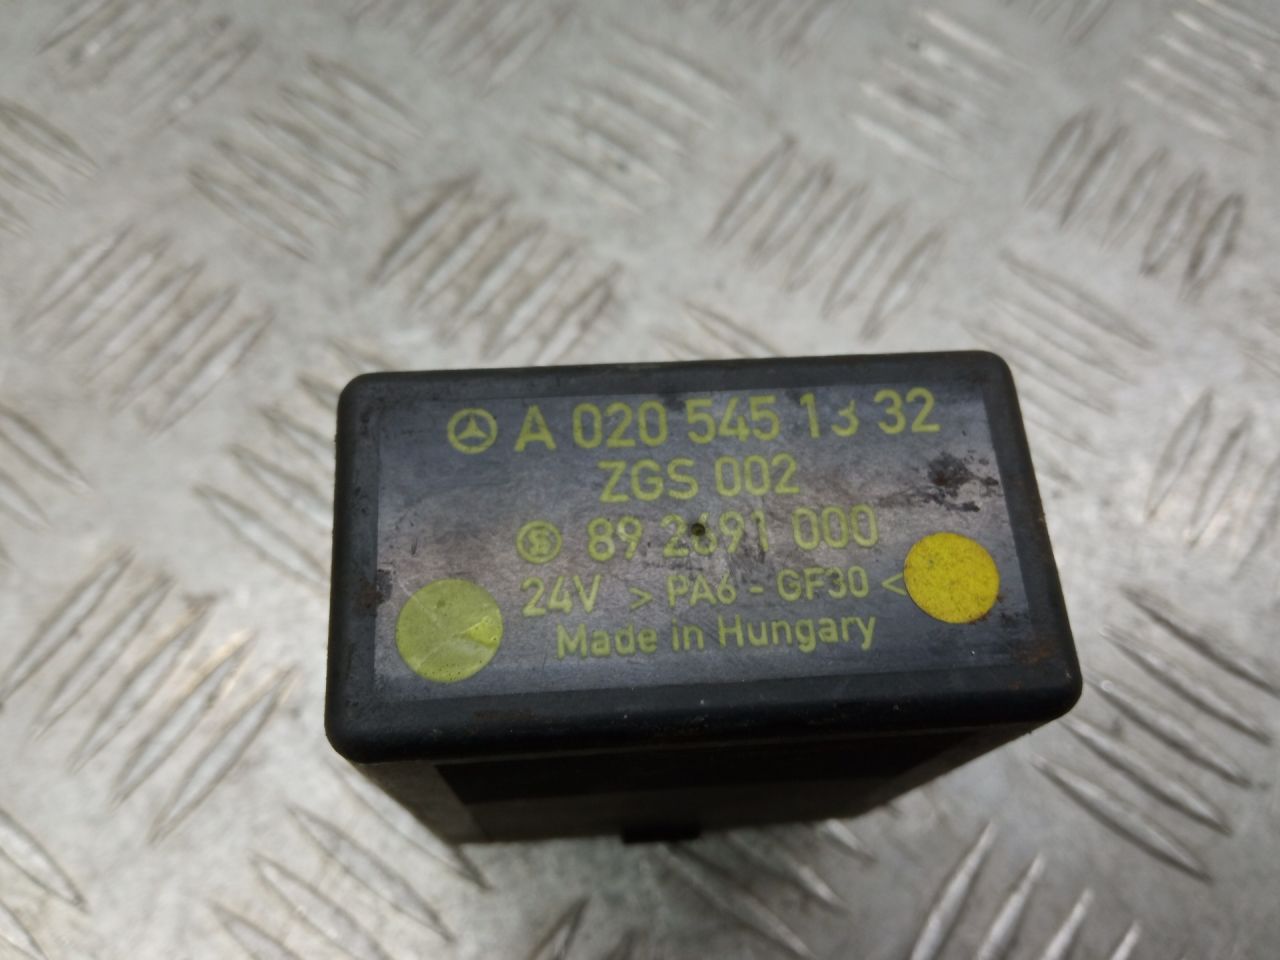 A 020 545 13 32
ZGS 002
89 2691 000
24V > PA6 - GF30 <
Made in Hungary